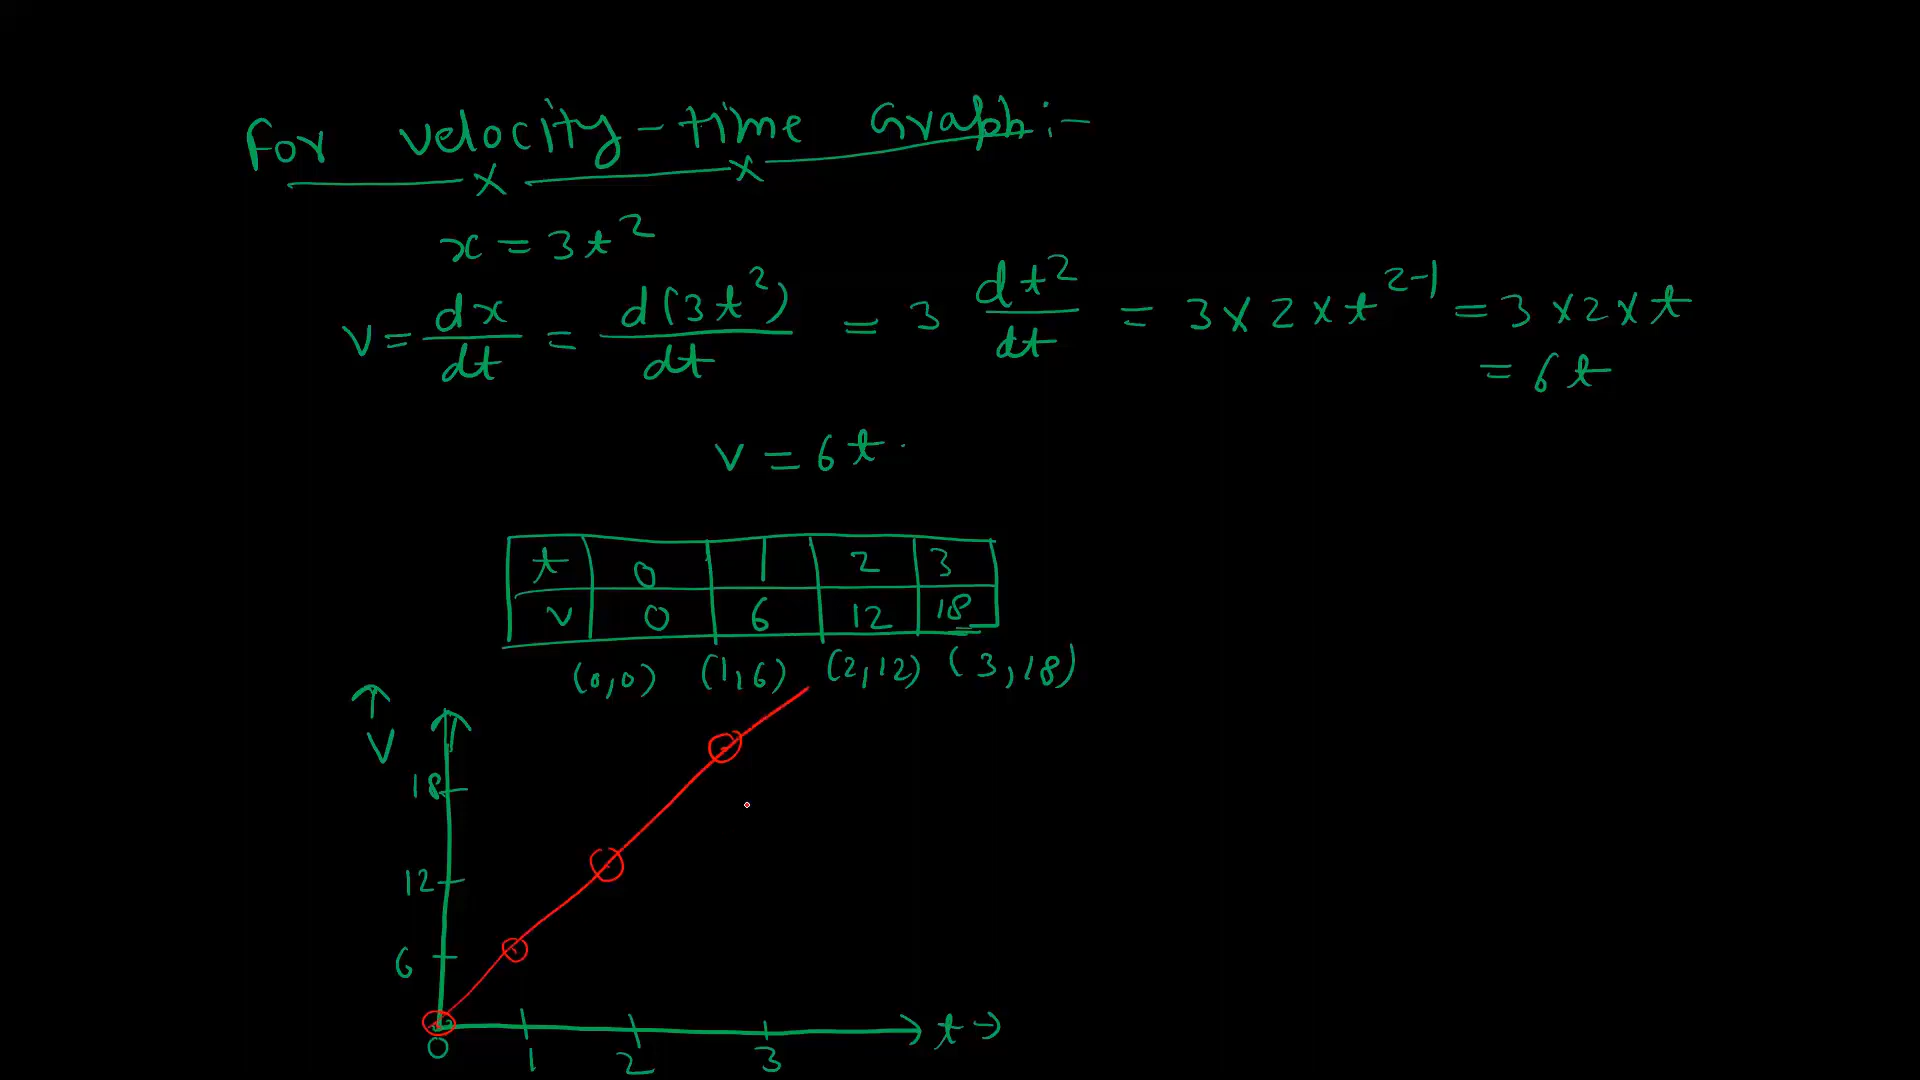 For velocity-time Graph:-
x = 3t²
v = dx/dt = d(3t²)/dt = 3 dt²/dt = 3×2×t²⁻¹ = 3×2×t
= 6t
v = 6t.
t 0 1 2 3
v 0 6 12 18
(0,0) (1,6) (2,12) (3,18)
↑
V
18
12
6
0 1 2 3 t→